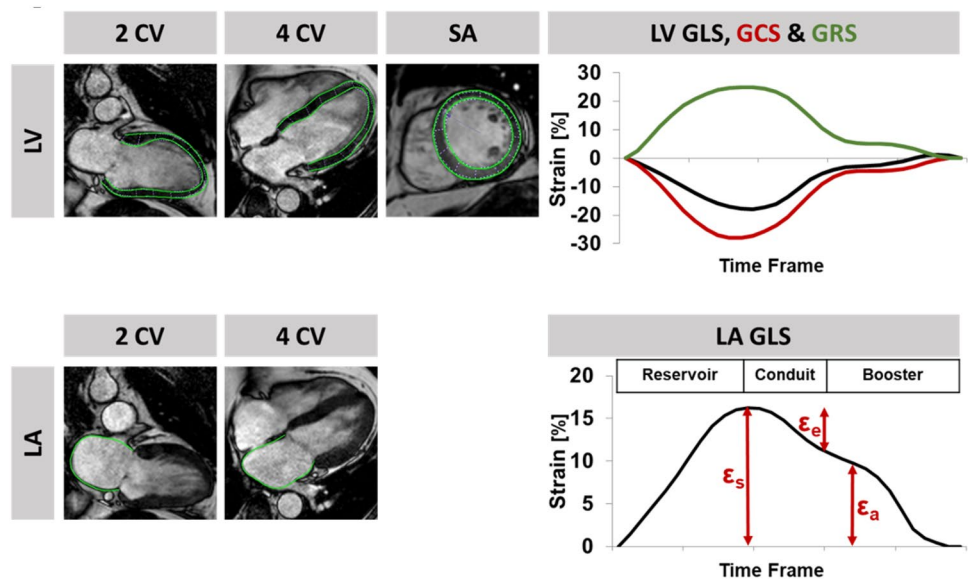 2 CV
4 CV
SA
LV GLS, GCS & GRS
LV
Strain [%]
30
20
10
0
-10
-20
-30
Time Frame
2 CV
4 CV
LA GLS
LA
Reservoir
Conduit
Booster
Strain [%]
20
15
10
5
0
εs
εe
εa
Time Frame